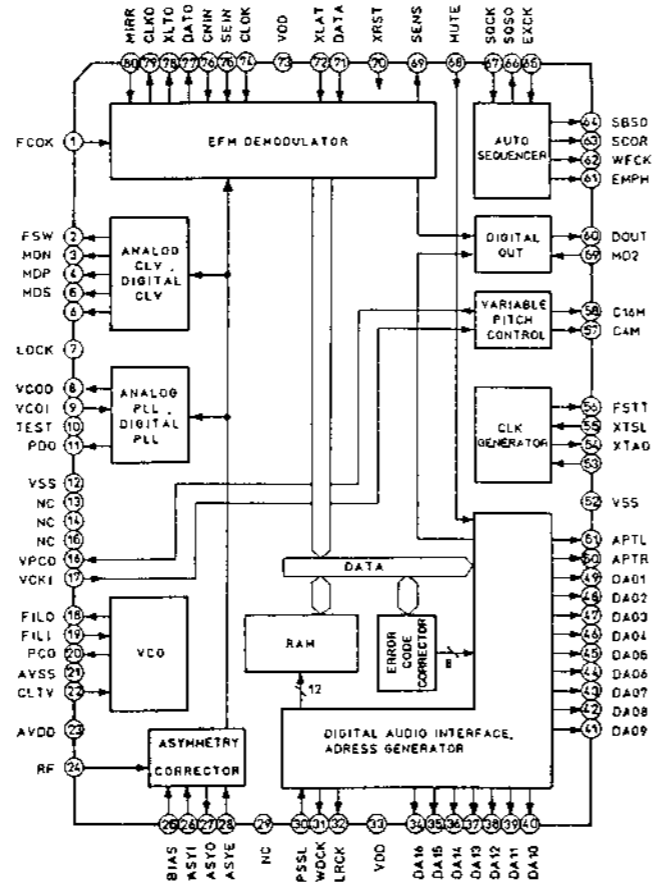 MIRR
CLKO
XLTO
DATO
CNIN
SEIN
CLOK
VDD
XLAT
DATA
XRST
SENS
MUTE
SQCK
SQSO
EXCK
80 79 78 77 76 75 74 73 72 71 70 69 68 67 66 65
FCOK 1
EFM DEMODULATOR
AUTO
SEQUENCER
64 SBSO
63 SCOR
62 WFCK
61 EMPH
FSW 2
MON 3
MDP 4
MDS 5
6
ANALOG
CLV,
DIGITAL
CLV
DIGITAL
OUT
60 DOUT
59 MD2
VARIABLE
PITCH
CONTROL
58 C16M
57 C4M
LOCK 7
VCOO 8
VCOI 9
TEST 10
PDO 11
ANALOG
PLL,
DIGITAL
PLL
CLK
GENERATOR
56 FSTT
55 XTSL
54 XTAO
53
VSS 12
NC 13
NC 14
NC 15
VPCO 16
VCKI 17
52 VSS
51 APTL
50 APTR
49 DA01
48 DA02
47 DA03
46 DA04
45 DA05
44 DA06
43 DA07
42 DA08
41 DA09
DATA
FILO 18
FILI 19
PCO 20
AVSS 21
CLTV 22
VCO
RAM
12
ERROR
CODE
CORRECTOR
8
AVDD 23
RF 24
ASYMMETRY
CORRECTOR
DIGITAL AUDIO INTERFACE,
ADRESS GENERATOR
25 26 27 28 29 30 31 32 33 34 35 36 37 38 39 40
BIAS
ASYI
ASYO
ASYE
NC
PSSL
WDCK
LRCK
VDD
DA16
DA15
DA14
DA13
DA12
DA11
DA10